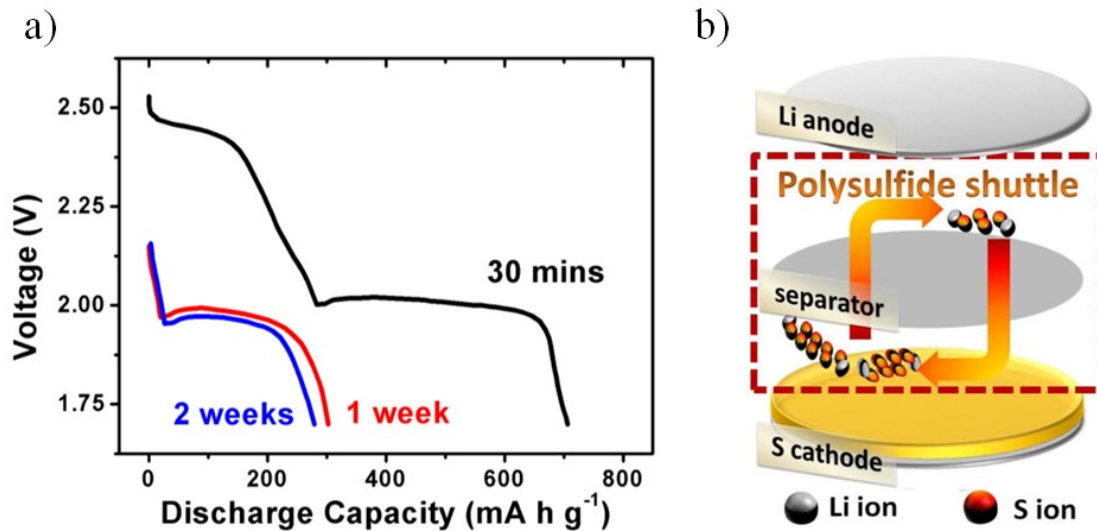 a)
2.50
2.25
2.00
1.75
Voltage (V)
30 mins
2 weeks
1 week
0
200
400
600
800
Discharge Capacity (mA h g⁻¹)
b)
Li anode
Polysulfide shuttle
separator
S cathode
Li ion
S ion